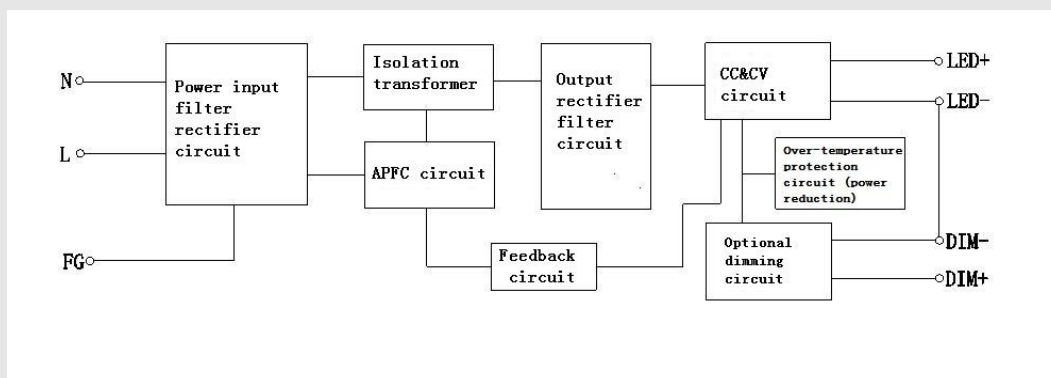 N
L
FG
Power input
filter
rectifier
circuit
Isolation
transformer
APFC circuit
Output
rectifier
filter
circuit
Feedback
circuit
CC&CV
circuit
Over-temperature
protection
circuit (power
reduction)
Optional
dimming
circuit
LED+
LED-
DIM-
DIM+